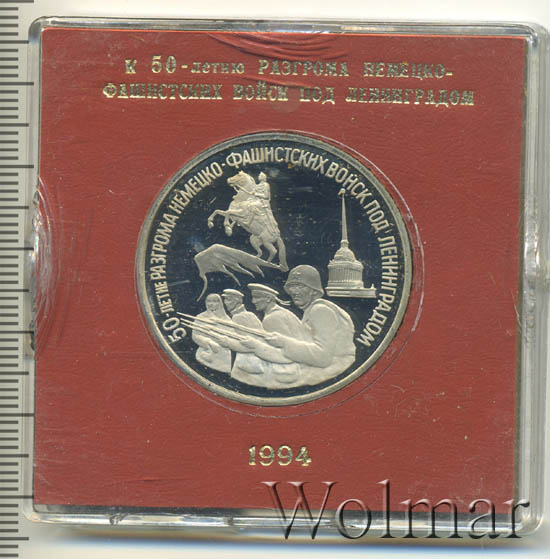 К 50-летию РАЗГРОМА НЕМЕЦКО-
ФАШИСТСКИХ ВОЙСК ПОД ЛЕНИНГРАДОМ
50-ЛЕТИЕ РАЗГРОМА НЕМЕЦКО-ФАШИСТСКИХ ВОЙСК ПОД ЛЕНИНГРАДОМ
1994
Wolmar